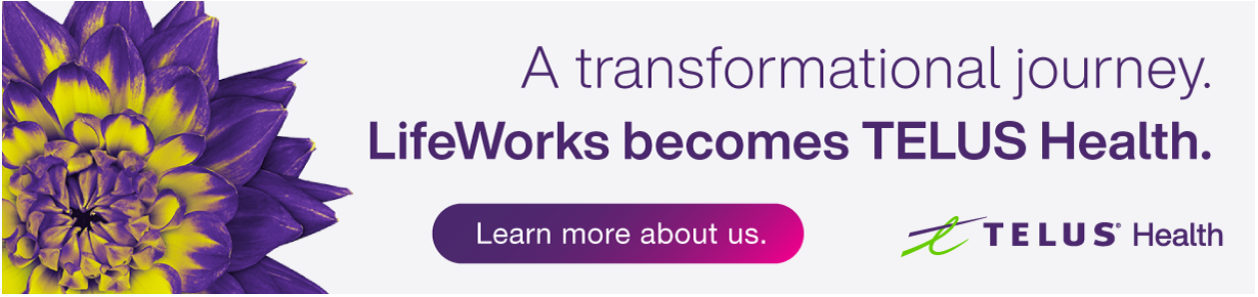 A transformational journey.
LifeWorks becomes TELUS Health.
Learn more about us.
TELUS® Health